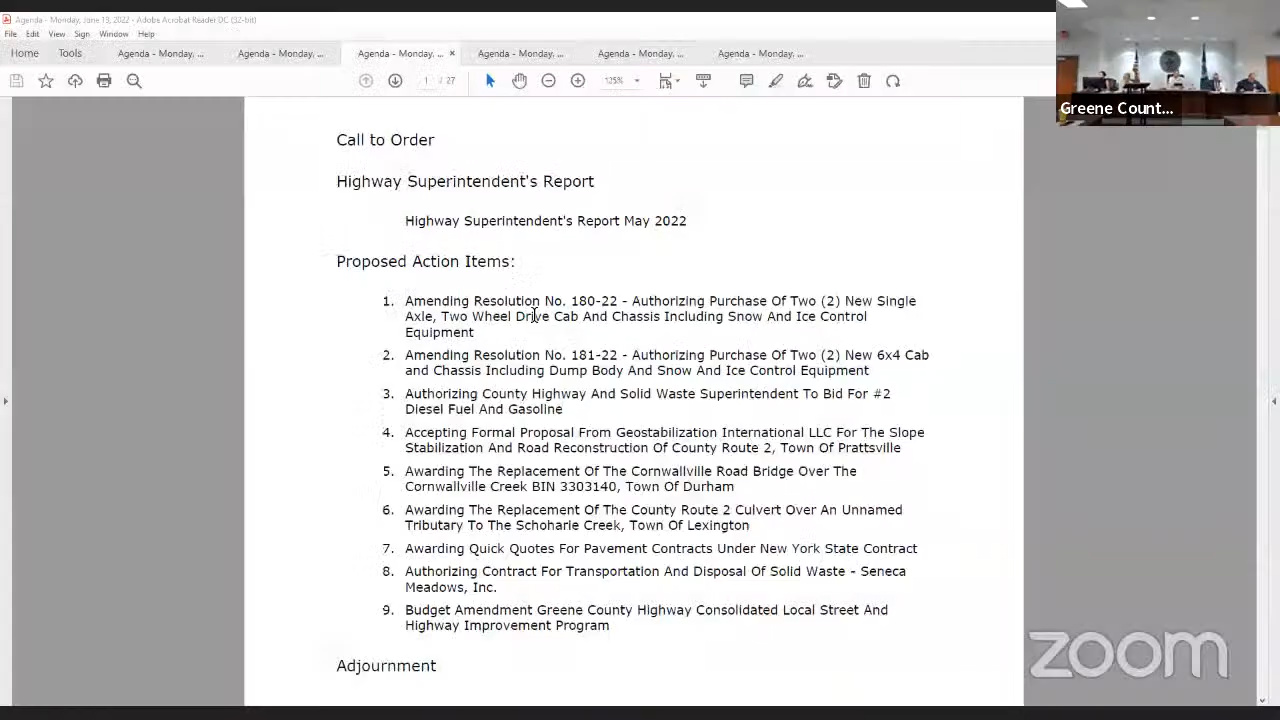 Agenda - Monday, June 13, 2022 - Adobe Acrobat Reader DC (32-bit)
File Edit View Sign Window Help
Home Tools Agenda - Monday, ... Agenda - Monday, ... Agenda - Monday, ... × Agenda - Monday, ... Agenda - Monday, ... Agenda - Monday, ...
1 / 27 125%
Greene Count...
Call to Order
Highway Superintendent's Report
Highway Superintendent's Report May 2022
Proposed Action Items:
1. Amending Resolution No. 180-22 - Authorizing Purchase Of Two (2) New Single
Axle, Two Wheel Drive Cab And Chassis Including Snow And Ice Control
Equipment
2. Amending Resolution No. 181-22 - Authorizing Purchase Of Two (2) New 6x4 Cab
and Chassis Including Dump Body And Snow And Ice Control Equipment
3. Authorizing County Highway And Solid Waste Superintendent To Bid For #2
Diesel Fuel And Gasoline
4. Accepting Formal Proposal From Geostabilization International LLC For The Slope
Stabilization And Road Reconstruction Of County Route 2, Town Of Prattsville
5. Awarding The Replacement Of The Cornwallville Road Bridge Over The
Cornwallville Creek BIN 3303140, Town Of Durham
6. Awarding The Replacement Of The County Route 2 Culvert Over An Unnamed
Tributary To The Schoharie Creek, Town Of Lexington
7. Awarding Quick Quotes For Pavement Contracts Under New York State Contract
8. Authorizing Contract For Transportation And Disposal Of Solid Waste - Seneca
Meadows, Inc.
9. Budget Amendment Greene County Highway Consolidated Local Street And
Highway Improvement Program
Adjournment
zoom